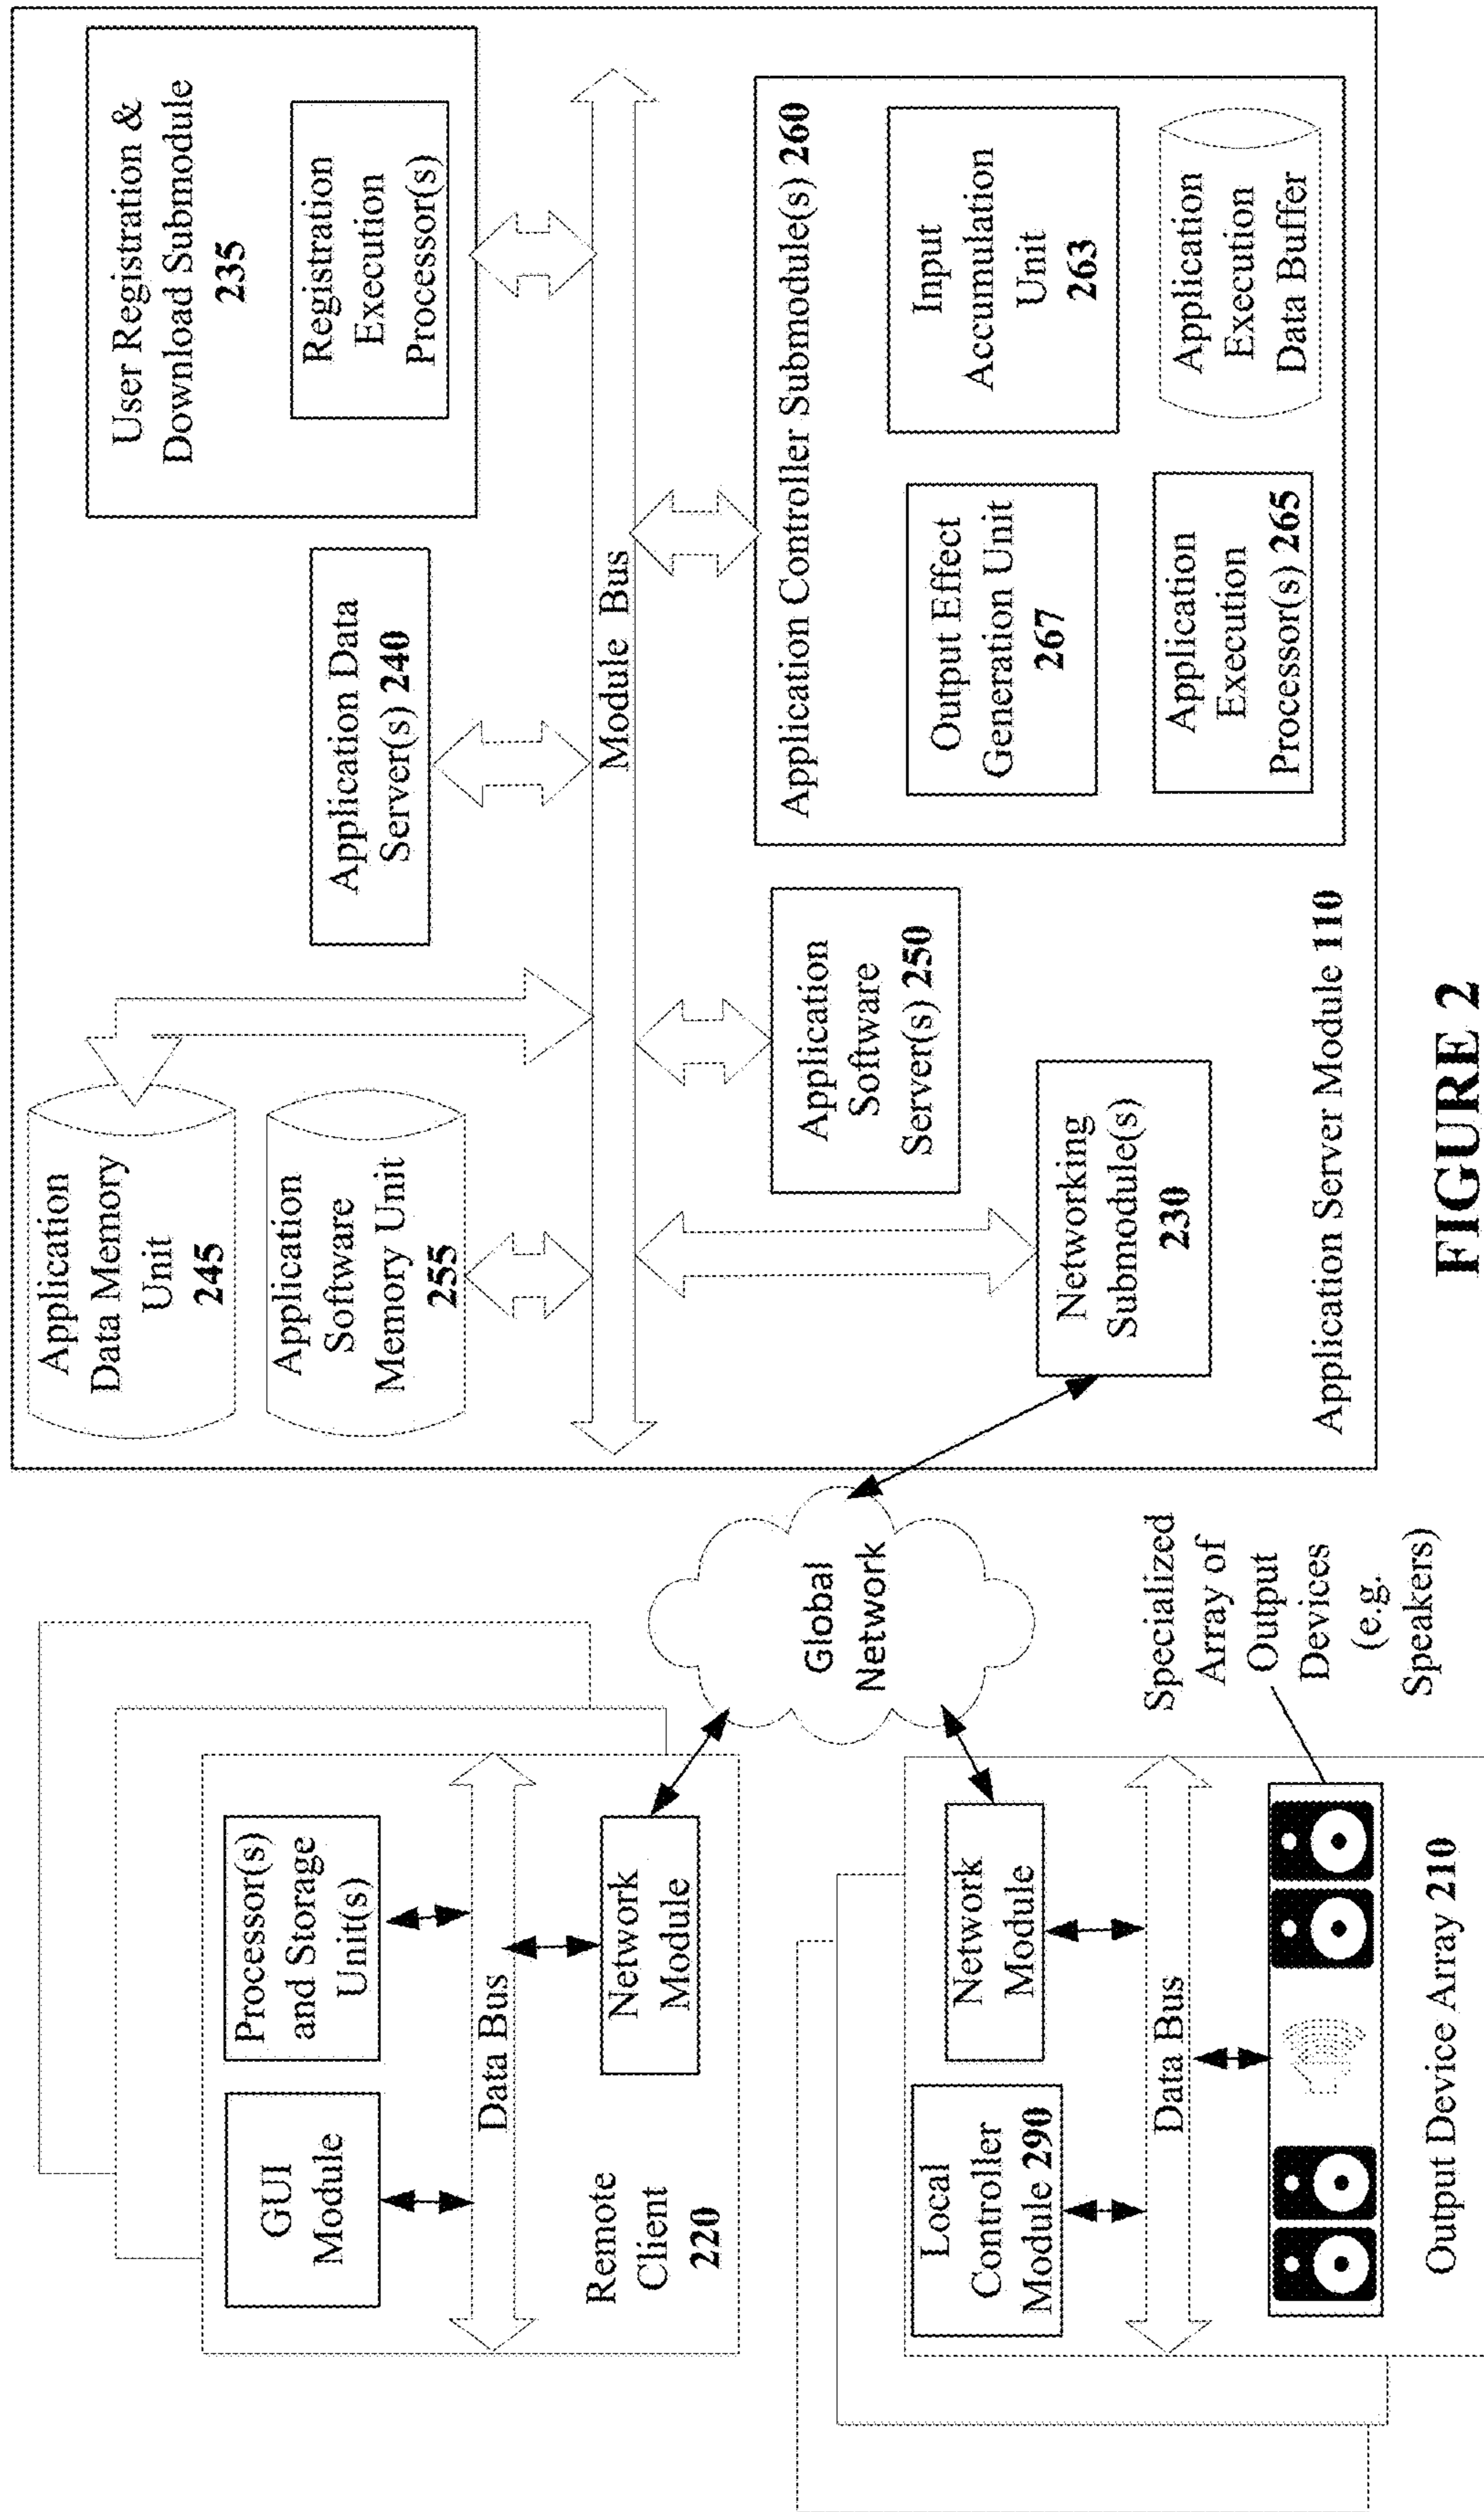 Processor(s)
and Storage
Unit(s)
GUI
Module
Data Bus
Network
Module
Remote
Client
220
Global
Network
Local
Controller
Module 290
Network
Module
Data Bus
Specialized
Array of
Output
Devices
(e.g.
Speakers)
Output Device Array 210
Application
Data Memory
Unit
245
Application
Software
Memory Unit
255
Application Data
Server(s) 240
User Registration &
Download Submodule
235
Registration
Execution
Processor(s)
Module Bus
Application
Software
Server(s) 250
Networking
Submodule(s)
230
Application Controller Submodule(s) 260
Output Effect
Generation Unit
267
Input
Accumulation
Unit
263
Application
Execution
Processor(s) 265
Application
Execution
Data Buffer
Application Server Module 110
FIGURE 2